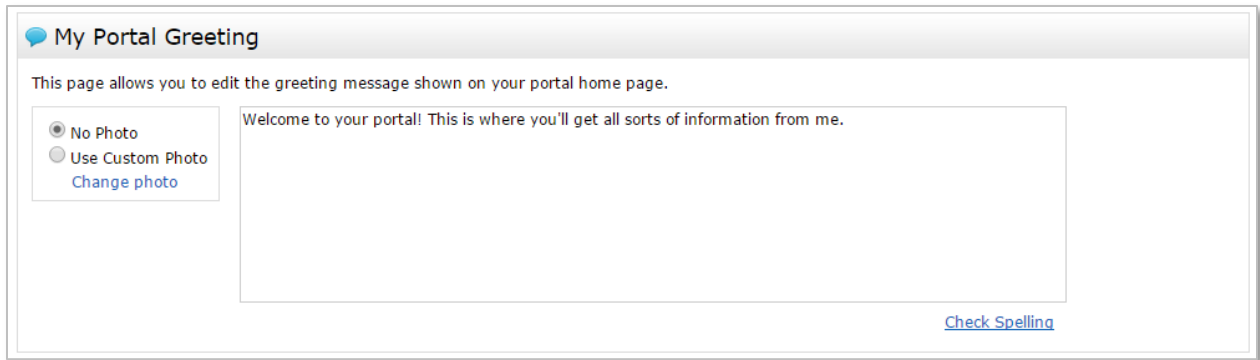 My Portal Greeting
This page allows you to edit the greeting message shown on your portal home page.
No Photo
Use Custom Photo
Change photo
Welcome to your portal! This is where you'll get all sorts of information from me.
Check Spelling